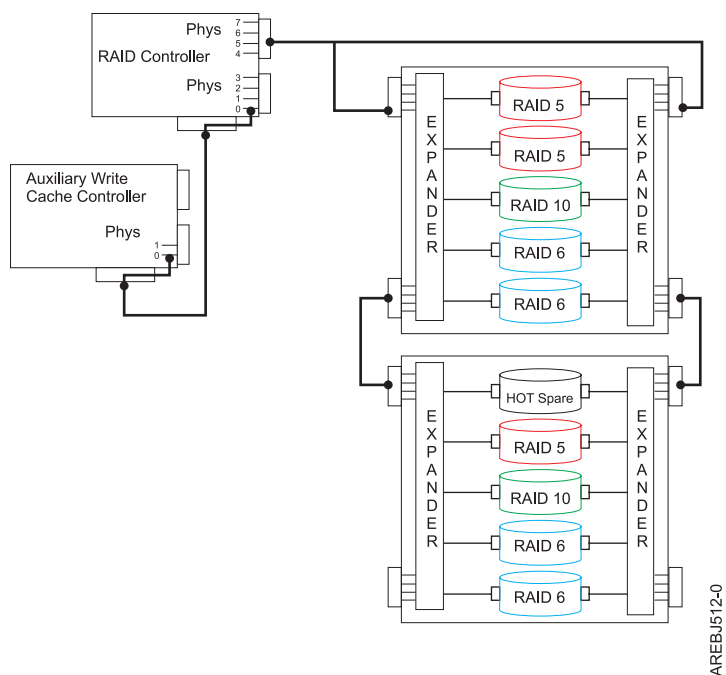 Phys
7
6
5
4
RAID Controller
Phys
3
2
1
0
Auxiliary Write
Cache Controller
Phys
1
0
EXPANDER
RAID 5
RAID 5
RAID 10
RAID 6
RAID 6
EXPANDER
EXPANDER
HOT Spare
RAID 5
RAID 10
RAID 6
RAID 6
EXPANDER
AREBJ512-0